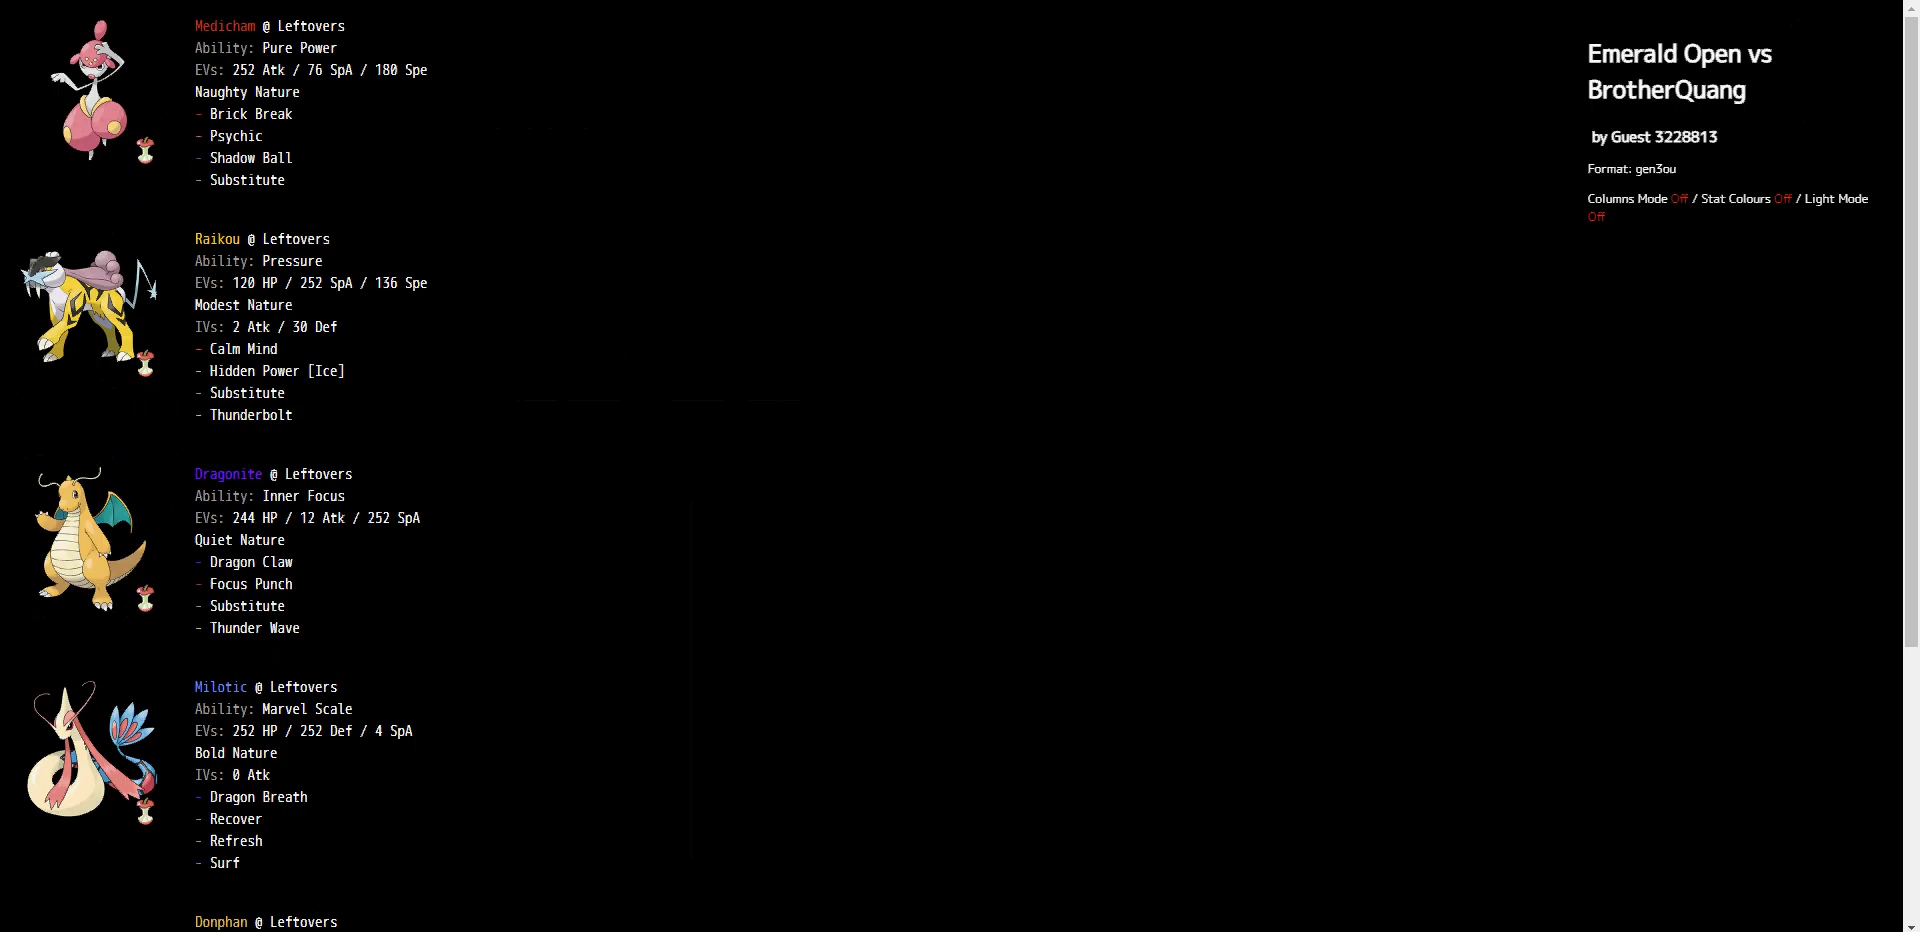 Medicham @ Leftovers
Ability: Pure Power
EVs: 252 Atk / 76 SpA / 180 Spe
Naughty Nature
- Brick Break
- Psychic
- Shadow Ball
- Substitute
Raikou @ Leftovers
Ability: Pressure
EVs: 120 HP / 252 SpA / 136 Spe
Modest Nature
IVs: 2 Atk / 30 Def
- Calm Mind
- Hidden Power [Ice]
- Substitute
- Thunderbolt
Dragonite @ Leftovers
Ability: Inner Focus
EVs: 244 HP / 12 Atk / 252 SpA
Quiet Nature
- Dragon Claw
- Focus Punch
- Substitute
- Thunder Wave
Milotic @ Leftovers
Ability: Marvel Scale
EVs: 252 HP / 252 Def / 4 SpA
Bold Nature
IVs: 0 Atk
- Dragon Breath
- Recover
- Refresh
- Surf
Donphan @ Leftovers
Emerald Open vs
BrotherQuang
by Guest 3228813
Format: gen3ou
Columns Mode Off / Stat Colours Off / Light Mode
Off